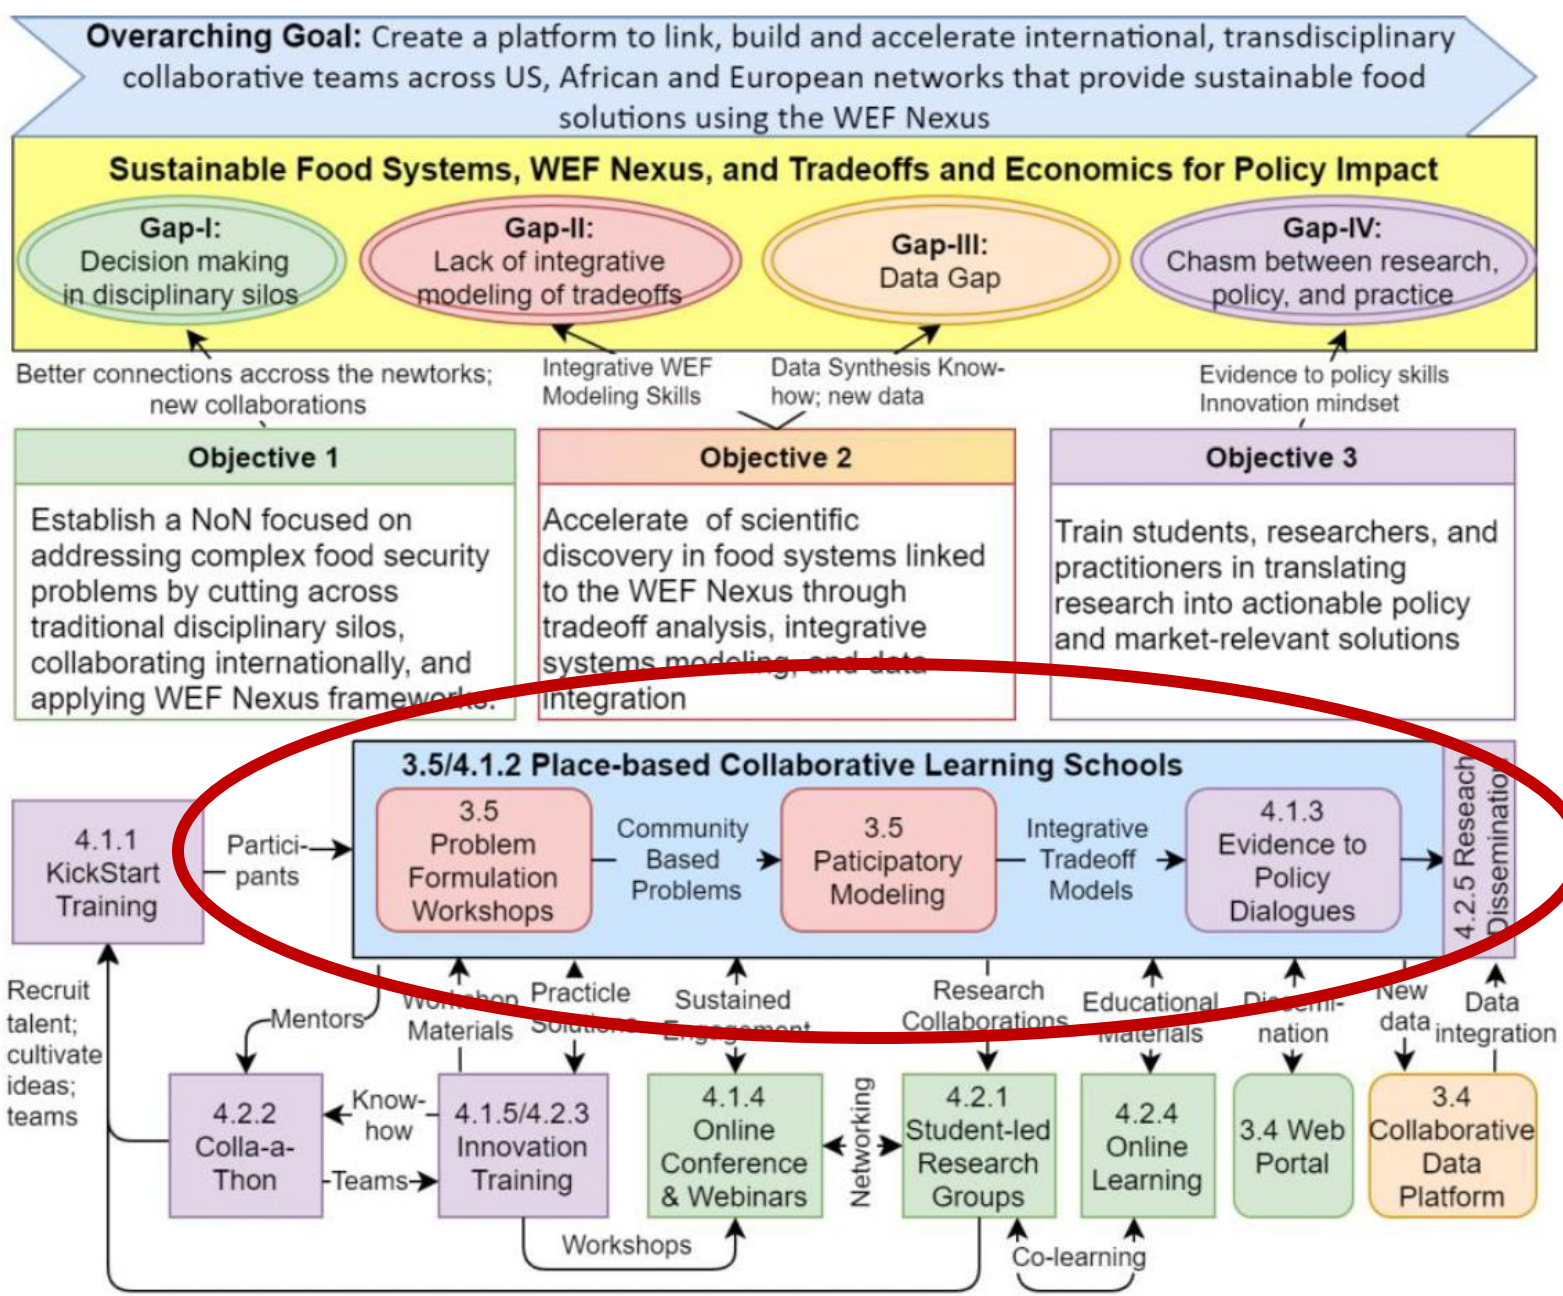 Overarching Goal: Create a platform to link, build and accelerate international, transdisciplinary
collaborative teams across US, African and European networks that provide sustainable food
solutions using the WEF Nexus
Sustainable Food Systems, WEF Nexus, and Tradeoffs and Economics for Policy Impact
Gap-I:
Decision making
in disciplinary silos
Gap-II:
Lack of integrative
modeling of tradeoffs
Gap-III:
Data Gap
Gap-IV:
Chasm between research,
policy, and practice
Better connections accross the newtorks;
new collaborations
Integrative WEF
Modeling Skills
Data Synthesis Know-
how; new data
Evidence to policy skills
Innovation mindset
Objective 1
Establish a NoN focused on
addressing complex food security
problems by cutting across
traditional disciplinary silos,
collaborating internationally, and
applying WEF Nexus frameworks.
Objective 2
Accelerate of scientific
discovery in food systems linked
to the WEF Nexus through
tradeoff analysis, integrative
systems modeling, and data
integration
Objective 3
Train students, researchers, and
practitioners in translating
research into actionable policy
and market-relevant solutions
3.5/4.1.2 Place-based Collaborative Learning Schools
4.1.1
KickStart
Training
Partici-
pants
3.5
Problem
Formulation
Workshops
Community
Based
Problems
3.5
Paticipatory
Modeling
Integrative
Tradeoff
Models
4.1.3
Evidence to
Policy
Dialogues
4.2.5 Reseach
Dissemination
Recruit
talent;
cultivate
ideas;
teams
Mentors
Workshop
Materials
Practicle
Solutions
Sustained
Engagement
Research
Collaborations
Educational
Materials
Dissemi-
nation
New
data
Data
integration
4.2.2
Colla-a-
Thon
Know-
how
Teams
4.1.5/4.2.3
Innovation
Training
4.1.4
Online
Conference
& Webinars
Networking
4.2.1
Student-led
Research
Groups
4.2.4
Online
Learning
3.4 Web
Portal
3.4
Collaborative
Data
Platform
Workshops
Co-learning